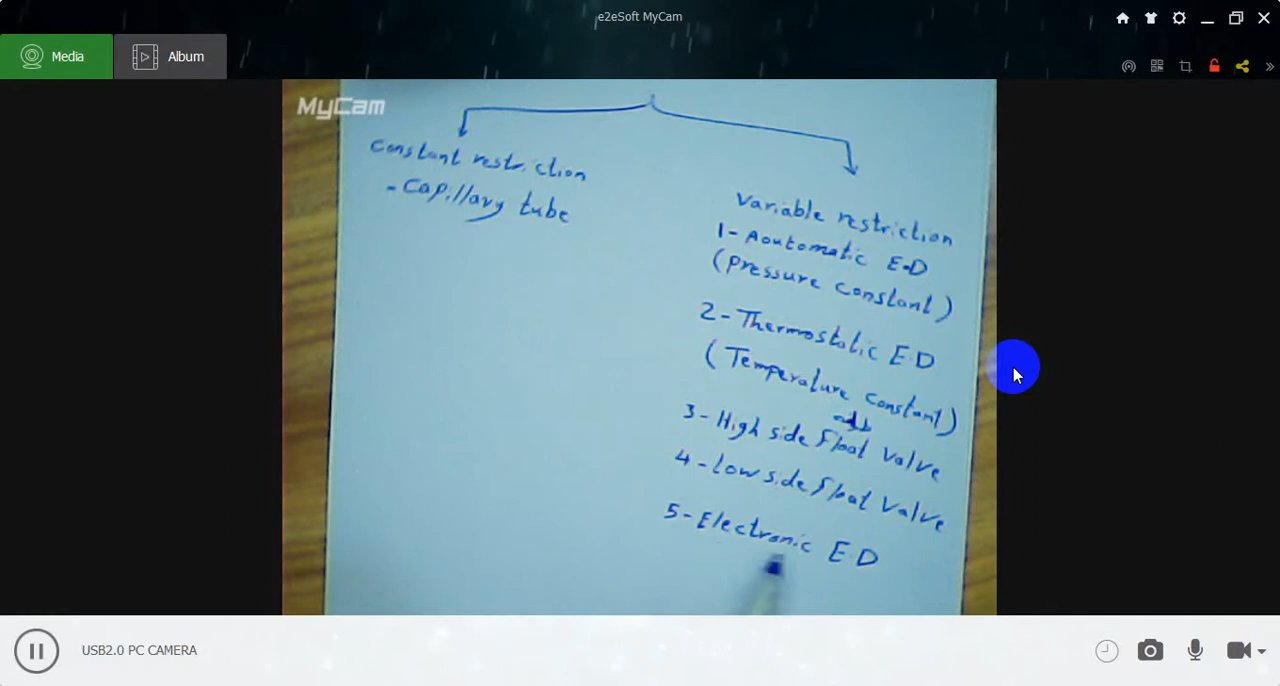 e2eSoft MyCam
Media
Album
MyCam
Constant restriction
- Capillary tube
Variable restriction
1- Aoutomatic E.D
(Pressure constant)
2- Thermostatic E.D
(Temperature constant)
3- High side float valve
4- Low side float valve
5- Electronic E.D
USB2.0 PC CAMERA